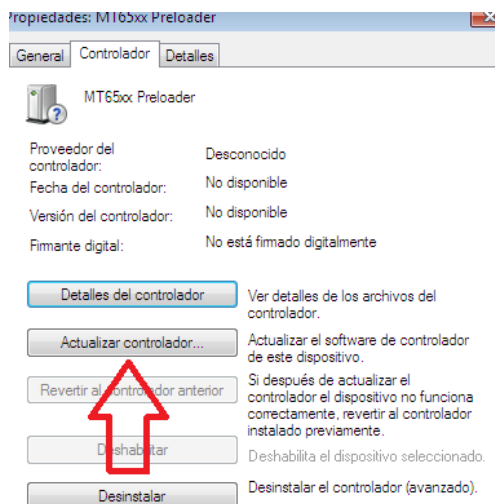 Propiedades: MT65xx Preloader
General Controlador Detalles
MT65xx Preloader
Proveedor del
controlador:
Desconocido
Fecha del controlador: No disponible
Versión del controlador: No disponible
Firmante digital: No está firmado digitalmente
Detalles del controlador
Ver detalles de los archivos del
controlador.
Actualizar controlador...
Actualizar el software de controlador
de este dispositivo.
Revertir al controlador anterior
Si después de actualizar el
controlador el dispositivo no funciona
correctamente, revertir al controlador
instalado previamente.
Deshabilitar
Deshabilita el dispositivo seleccionado.
Desinstalar
Desinstalar el controlador (avanzado).